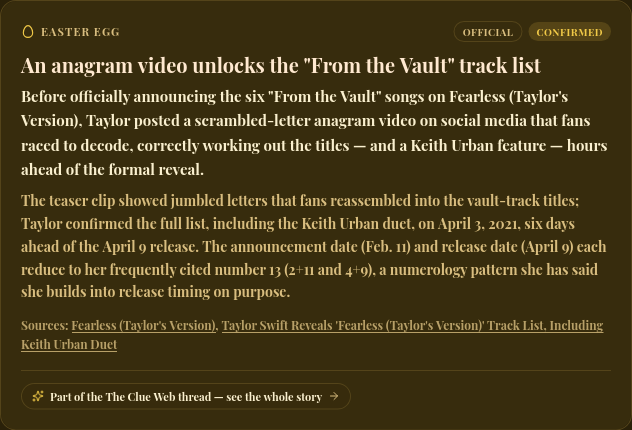 EASTER EGG
OFFICIAL
CONFIRMED
An anagram video unlocks the "From the Vault" track list
Before officially announcing the six "From the Vault" songs on Fearless (Taylor's
Version), Taylor posted a scrambled-letter anagram video on social media that fans
raced to decode, correctly working out the titles — and a Keith Urban feature — hours
ahead of the formal reveal.
The teaser clip showed jumbled letters that fans reassembled into the vault-track titles;
Taylor confirmed the full list, including the Keith Urban duet, on April 3, 2021, six days
ahead of the April 9 release. The announcement date (Feb. 11) and release date (April 9) each
reduce to her frequently cited number 13 (2+11 and 4+9), a numerology pattern she has said
she builds into release timing on purpose.
Sources: Fearless (Taylor's Version), Taylor Swift Reveals 'Fearless (Taylor's Version)' Track List, Including
Keith Urban Duet
Part of the The Clue Web thread — see the whole story →